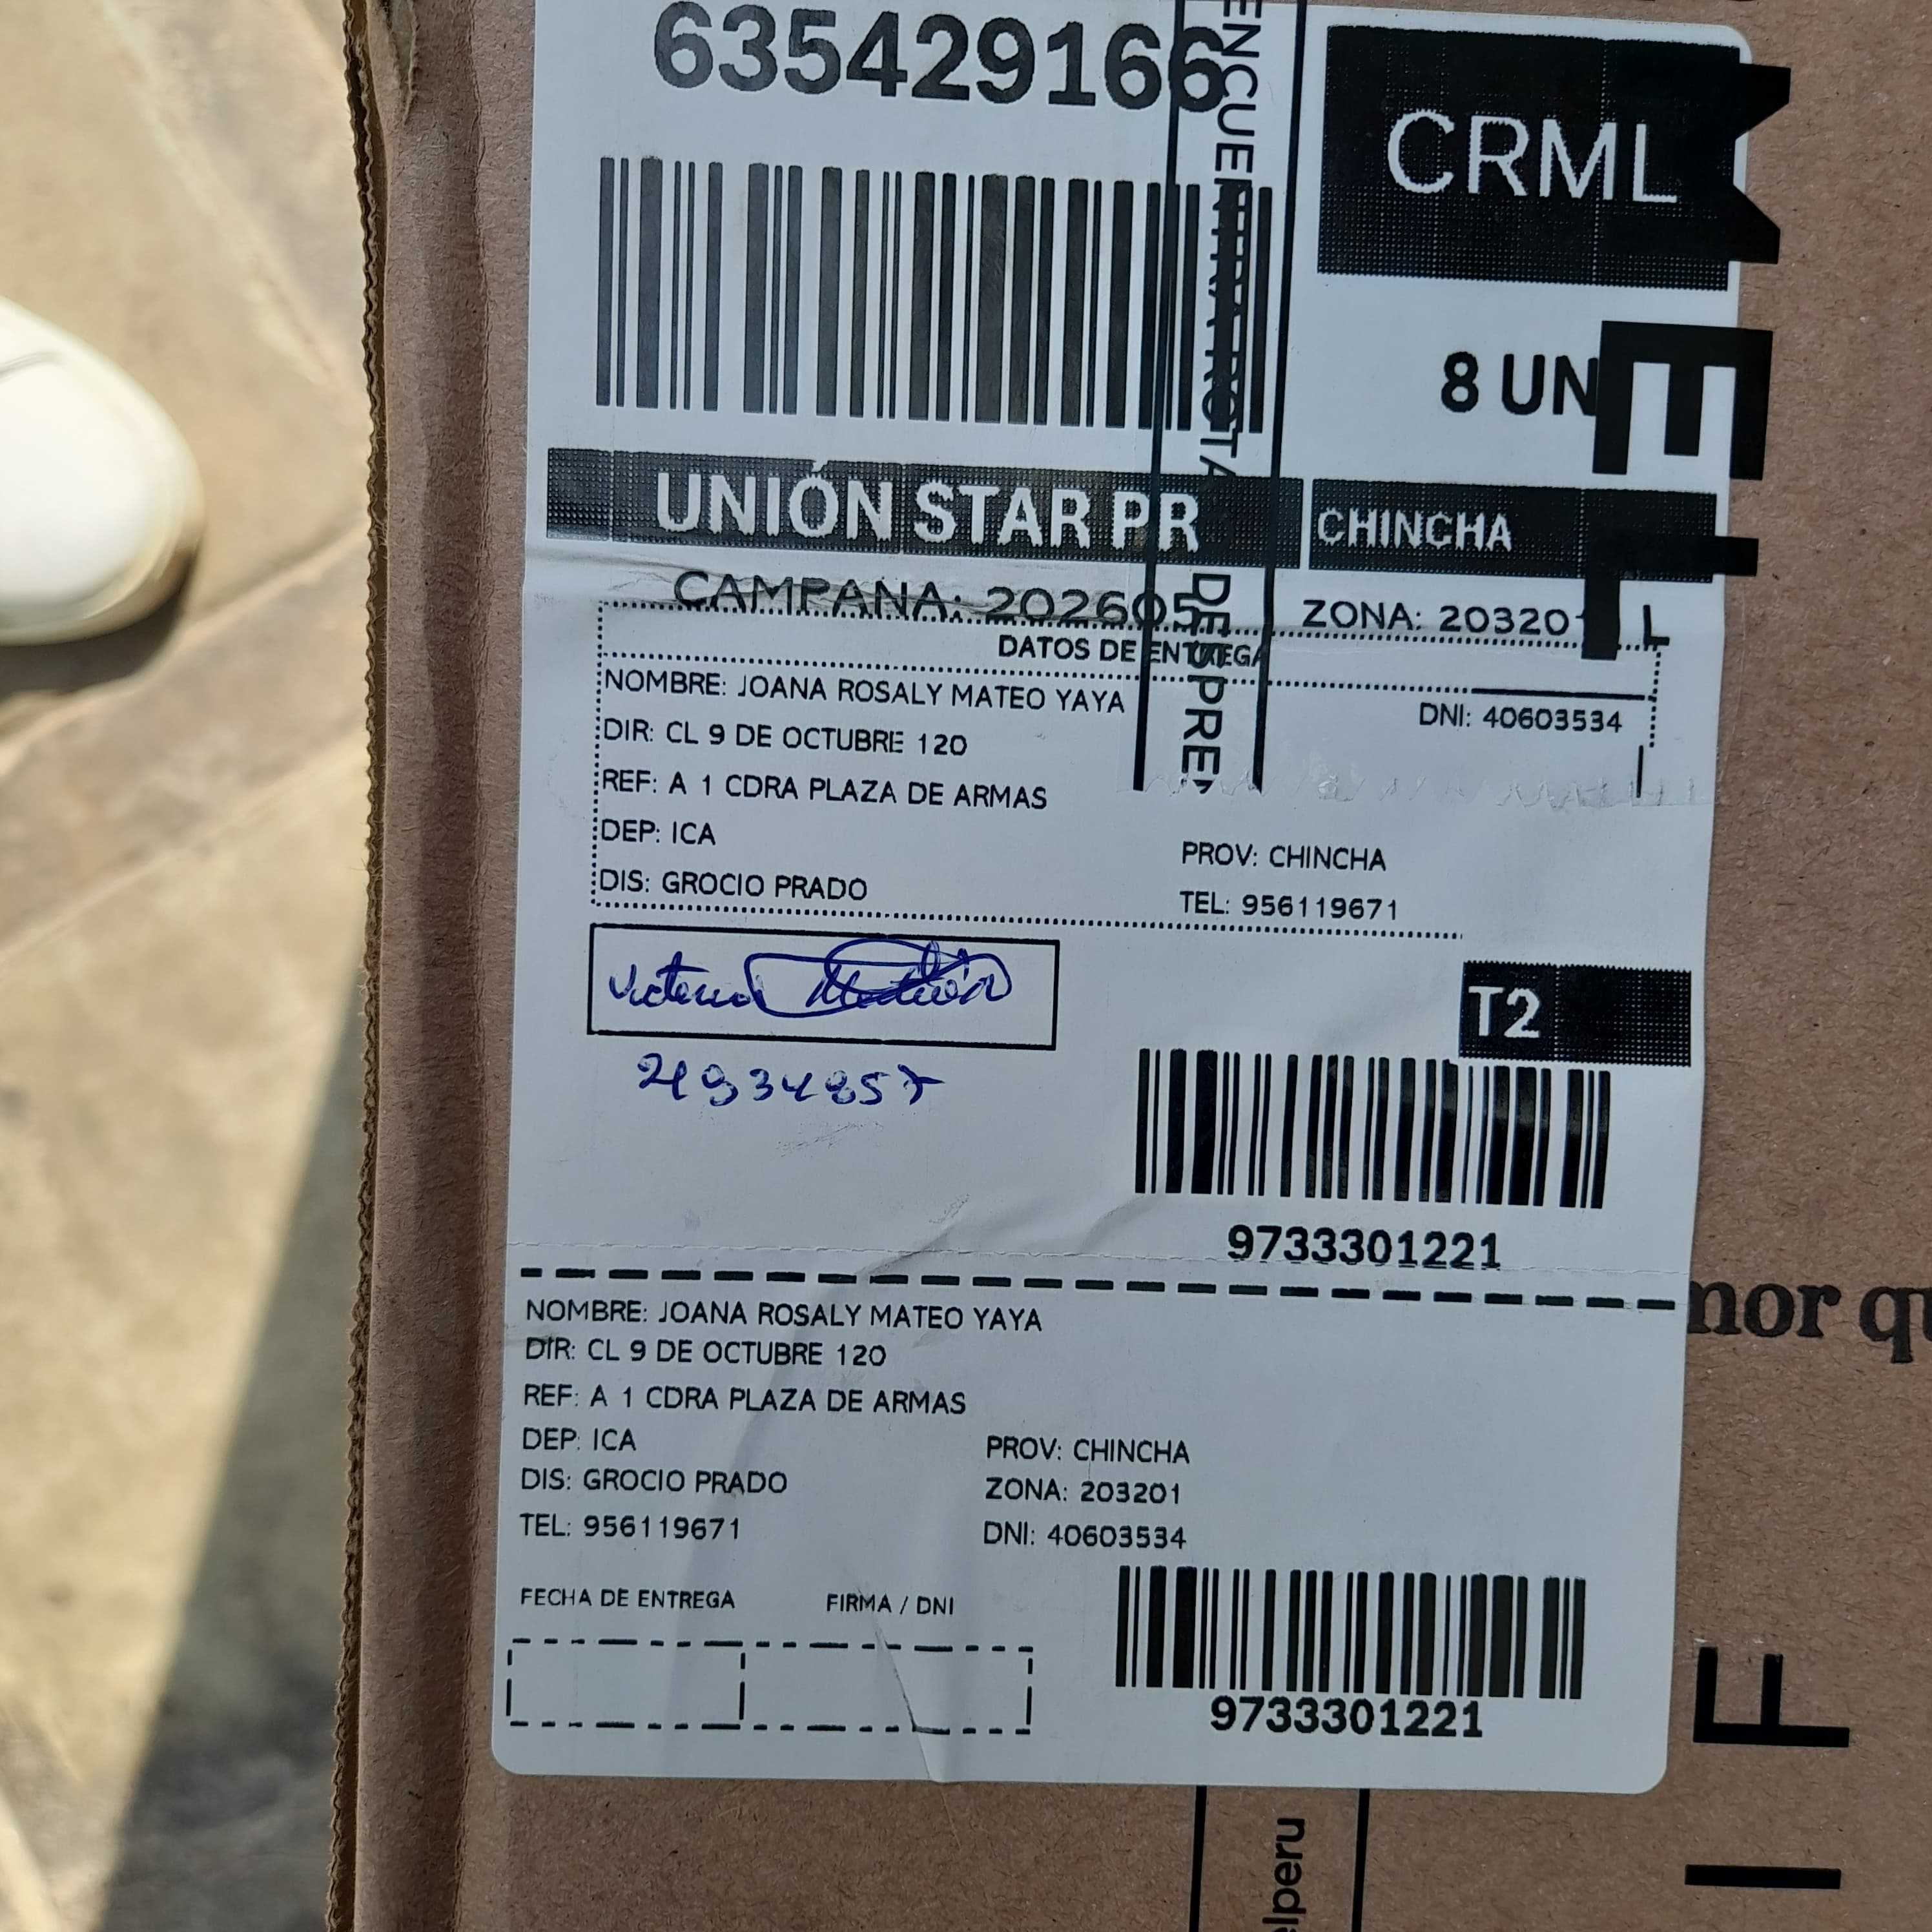 635429166
CRML
8 UN
UNIÓN STAR PR
CHINCHA
CAMPAÑA: 202605
ZONA: 203201 L
DATOS DE ENTREGA
NOMBRE: JOANA ROSALY MATEO YAYA
DNI: 40603534
DIR: CL 9 DE OCTUBRE 120
REF: A 1 CDRA PLAZA DE ARMAS
DEP: ICA
PROV: CHINCHA
DIS: GROCIO PRADO
TEL: 956119671
T2
9733301221
NOMBRE: JOANA ROSALY MATEO YAYA
DIR: CL 9 DE OCTUBRE 120
REF: A 1 CDRA PLAZA DE ARMAS
DEP: ICA
PROV: CHINCHA
DIS: GROCIO PRADO
ZONA: 203201
TEL: 956119671
DNI: 40603534
FECHA DE ENTREGA
FIRMA / DNI
9733301221
mor qu
elperu